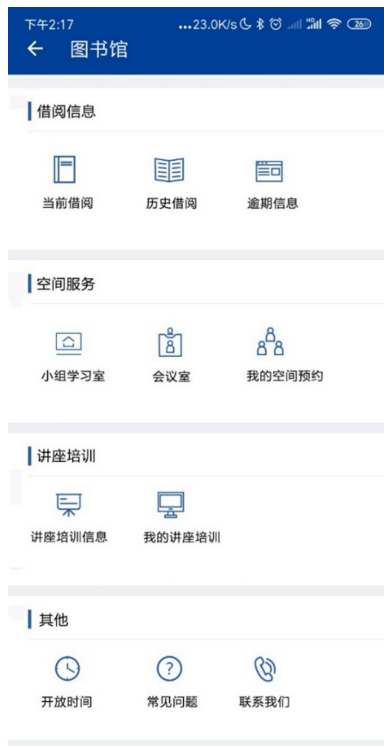 下午2:17 ...23.0K/s 26
图书馆
借阅信息
当前借阅 历史借阅 逾期信息
空间服务
小组学习室 会议室 我的空间预约
讲座培训
讲座培训信息 我的讲座培训
其他
开放时间 常见问题 联系我们